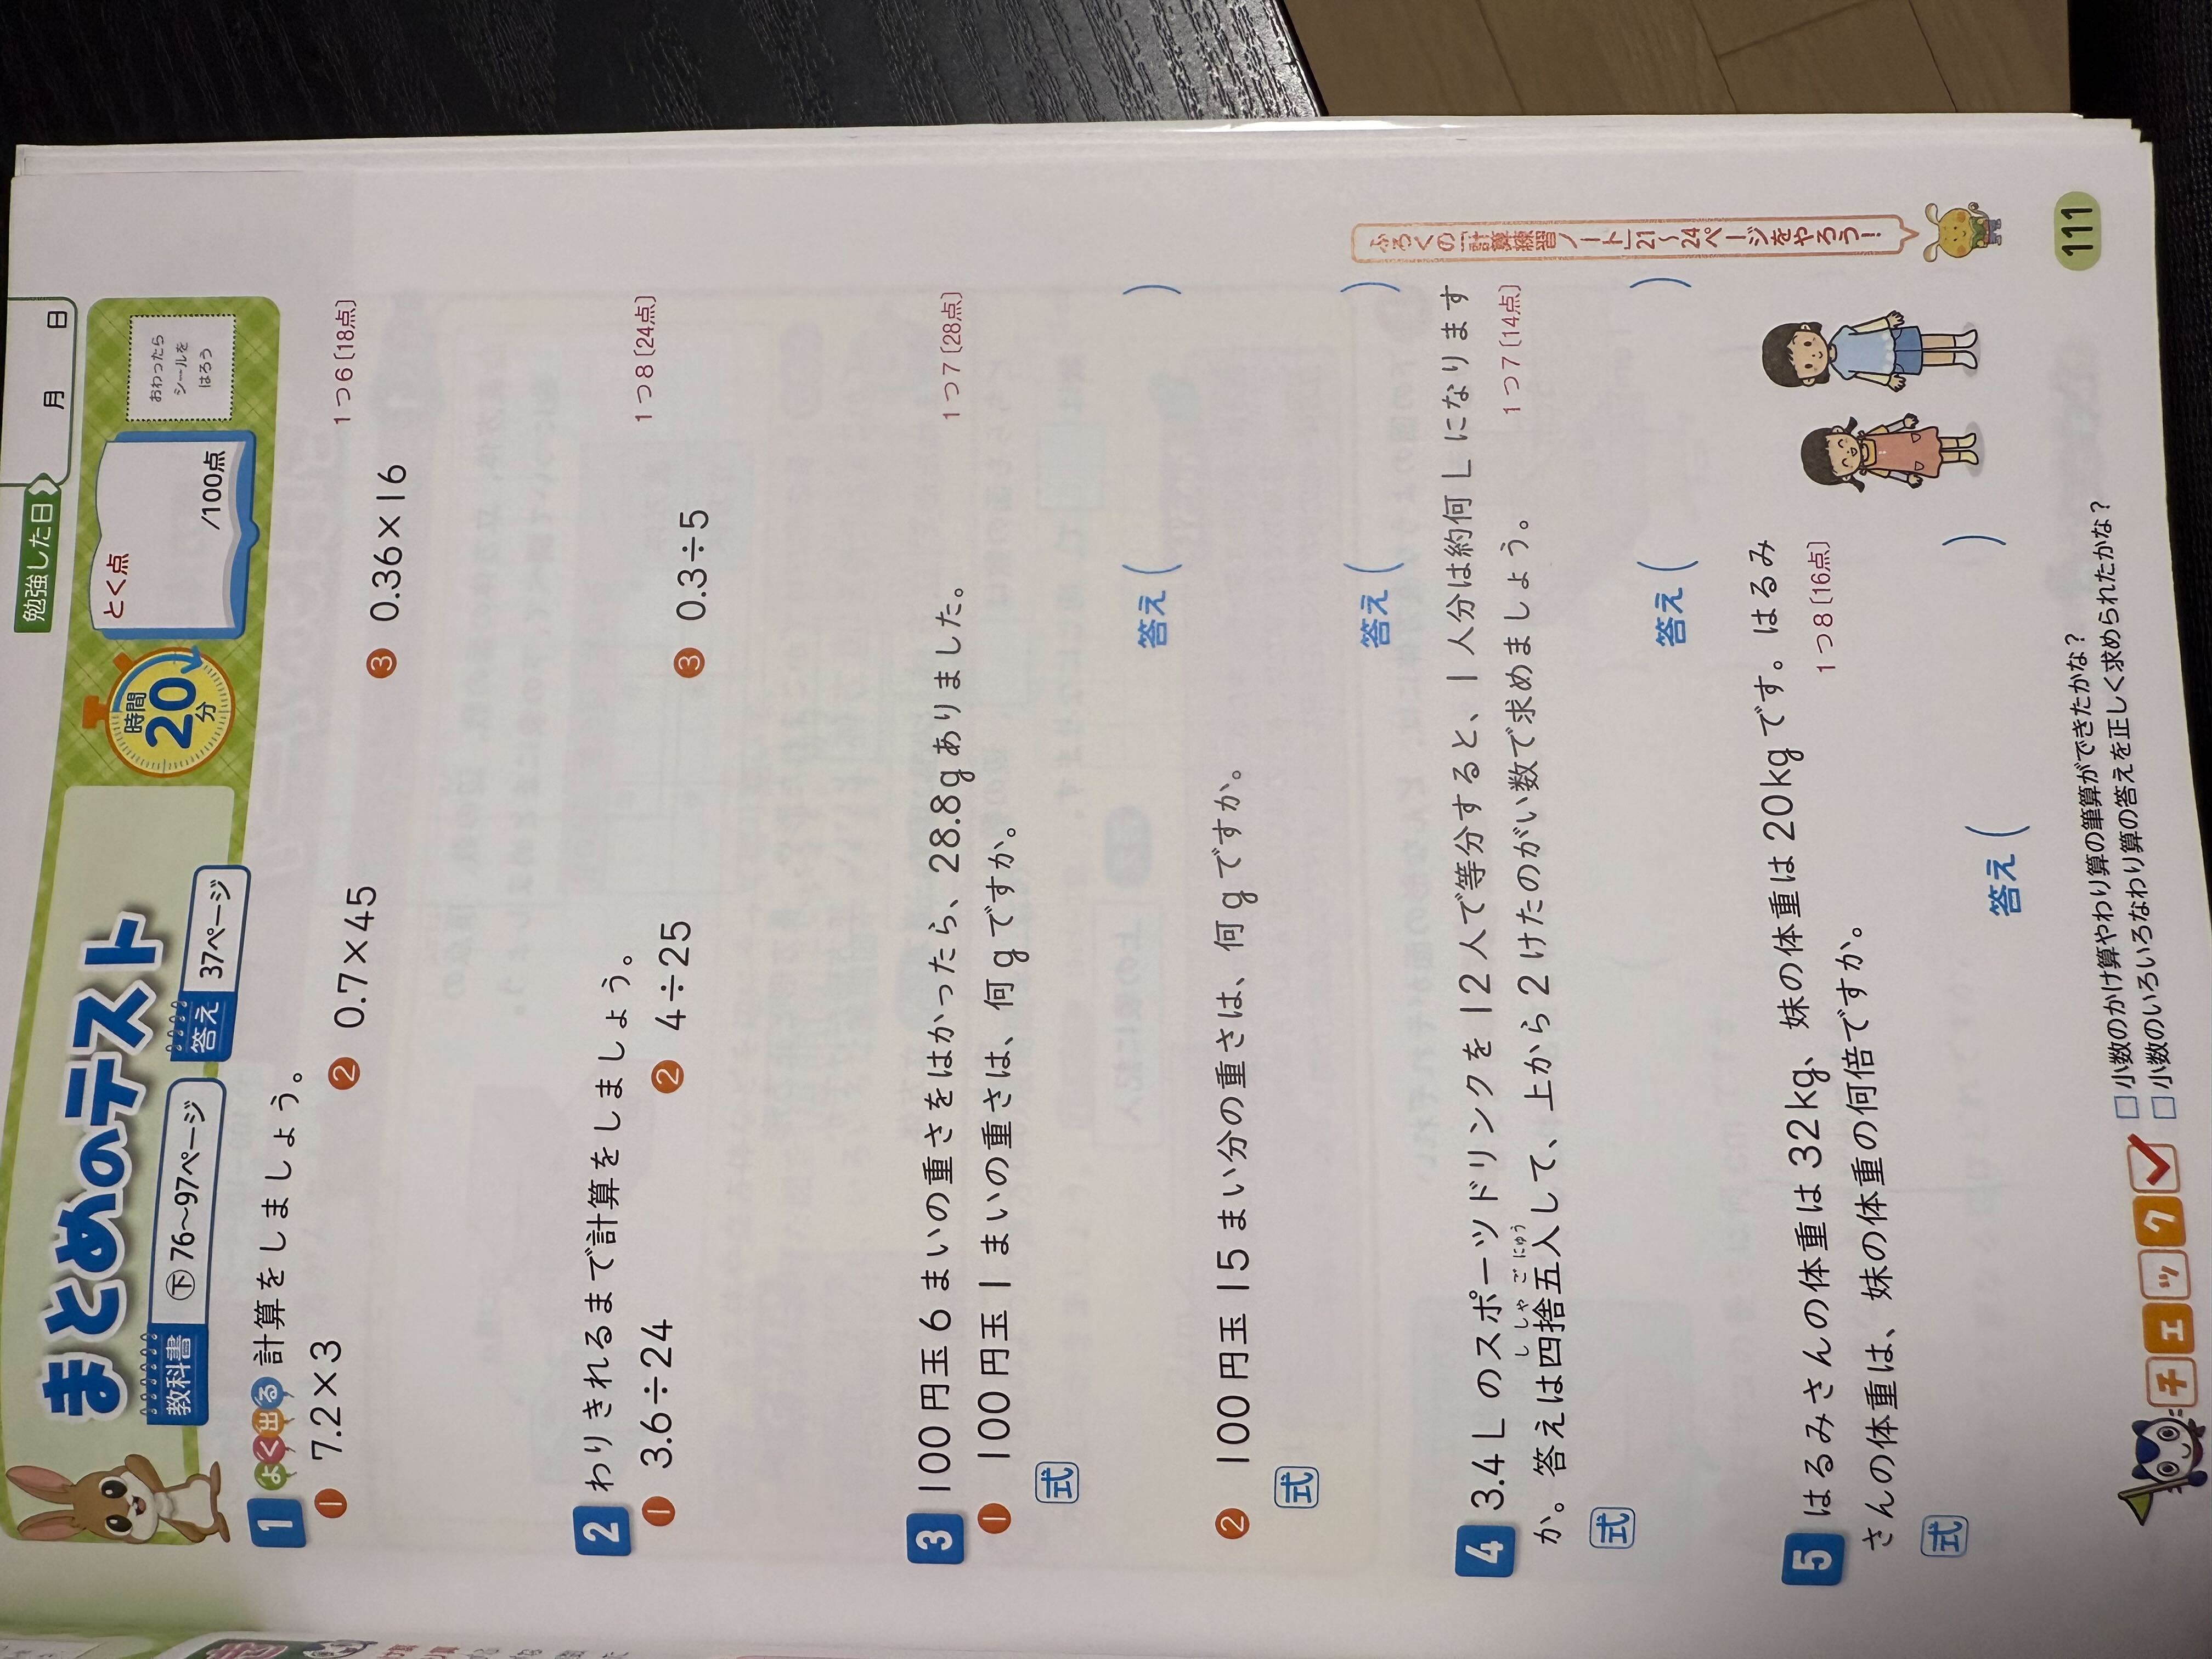 勉強した日 月 日
まとめのテスト
時間 20分
とく点 /100点
おわったら
シールを
はろう
教科書 ㊦76〜97ページ
答え 37ページ
1 よく出る 計算をしましょう。
1つ6〔18点〕
❶ 7.2×3 ❷ 0.7×45 ❸ 0.36×16
2 わりきれるまで計算をしましょう。
1つ8〔24点〕
❶ 3.6÷24 ❷ 4÷25 ❸ 0.3÷5
3 100円玉6まいの重さをはかったら、28.8gありました。
1つ7〔28点〕
❶ 100円玉1まいの重さは、何gですか。
式
答え( )
❷ 100円玉15まい分の重さは、何gですか。
式
答え( )
4 3.4Lのスポーツドリンクを12人で等分すると、1人分は約何Lになります
か。答えは四捨五入して、上から2けたのがい数で求めましょう。
し しゃ ご にゅう
1つ7〔14点〕
式
答え( )
5 はるみさんの体重は32kg、妹の体重は20kgです。はるみ
さんの体重は、妹の体重の何倍ですか。
1つ8〔16点〕
式
答え( )
ふろくの「計算練習ノート」21〜24ページをやろう!
チェック
□小数のかけ算やわり算の筆算ができたかな?
□小数のいろいろなわり算の答えを正しく求められたかな?
111